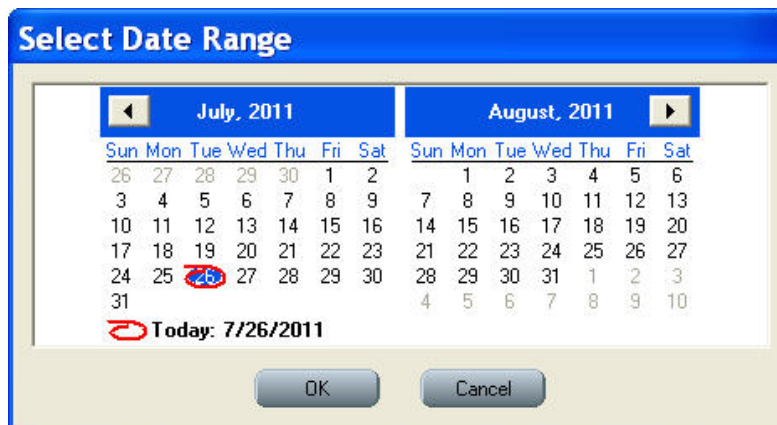 Select Date Range
July, 2011 August, 2011
Sun Mon Tue Wed Thu Fri Sat Sun Mon Tue Wed Thu Fri Sat
26 27 28 29 30 1 2 1 2 3 4 5 6
3 4 5 6 7 8 9 7 8 9 10 11 12 13
10 11 12 13 14 15 16 14 15 16 17 18 19 20
17 18 19 20 21 22 23 21 22 23 24 25 26 27
24 25 26 27 28 29 30 28 29 30 31 1 2 3
31 4 5 6 7 8 9 10
Today: 7/26/2011
OK Cancel